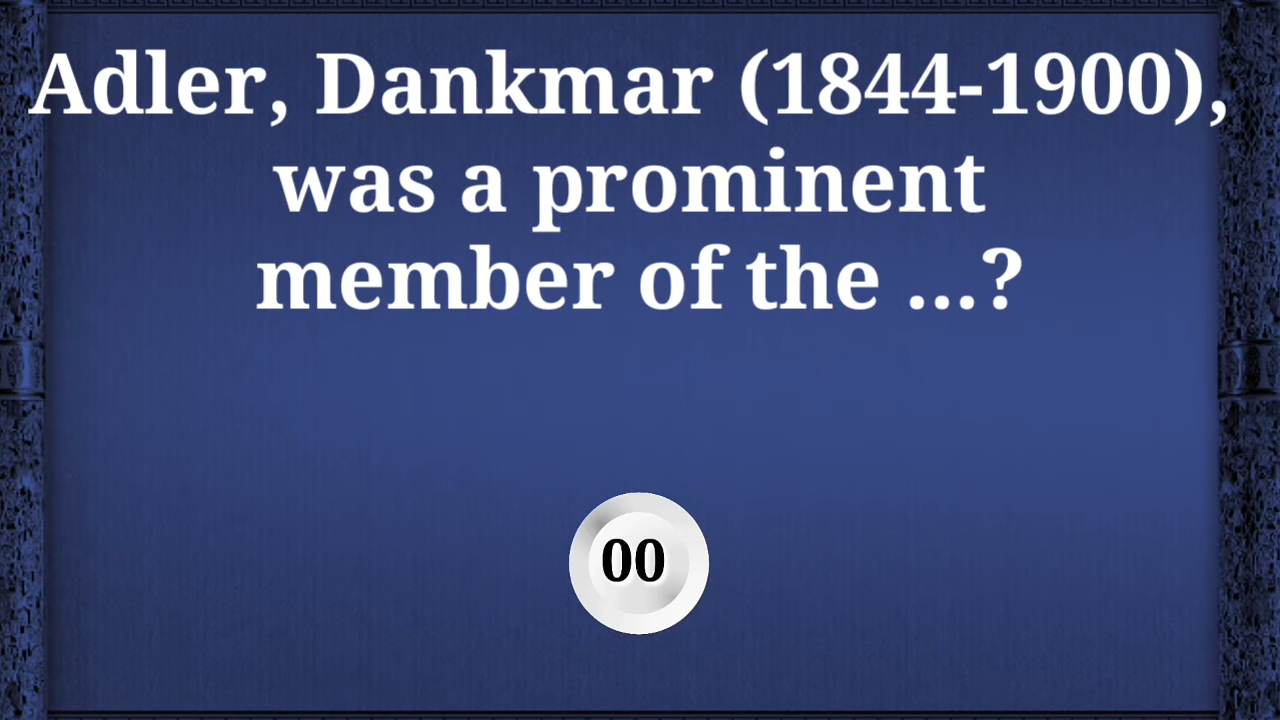 Adler, Dankmar (1844-1900),
was a prominent
member of the ...?
00